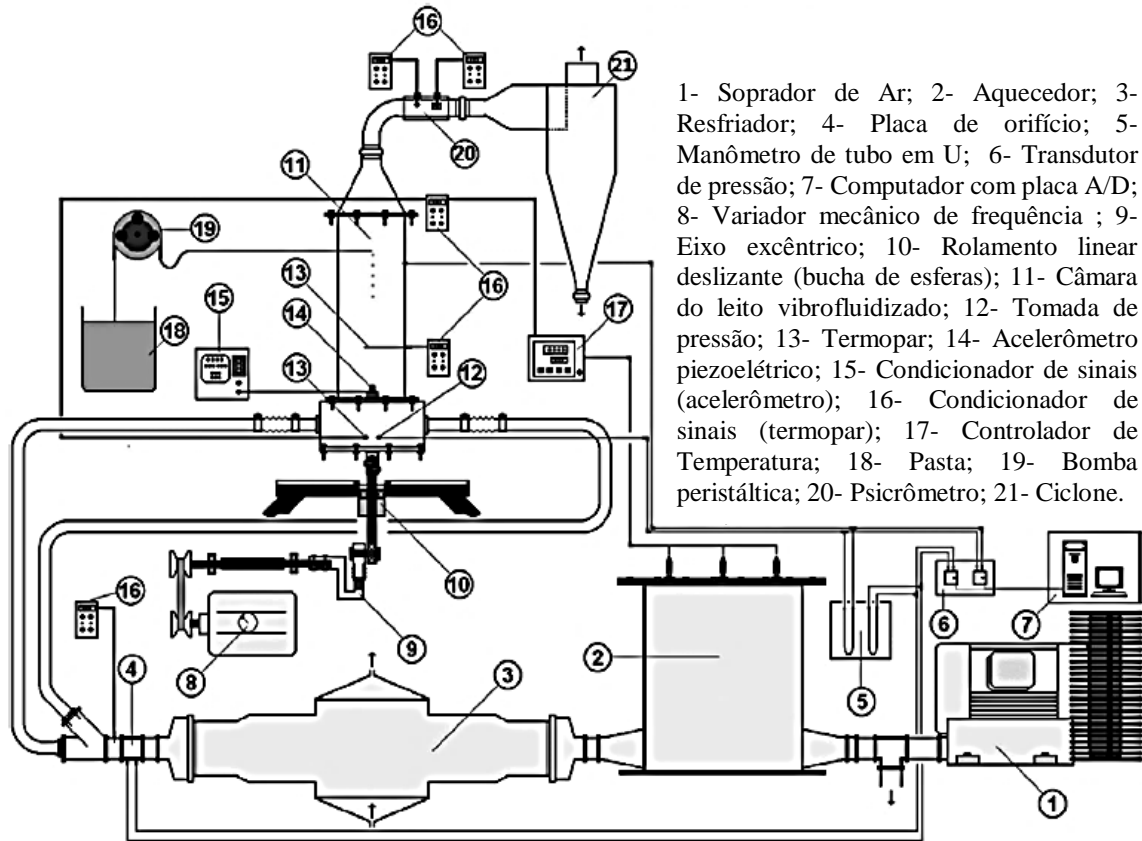 16
21
20
11
19
13
16
15
14
17
18
13
12
10
16
9
6
7
4
8
3
2
5
1
1- Soprador de Ar; 2- Aquecedor; 3-
Resfriador; 4- Placa de orifício; 5-
Manômetro de tubo em U; 6- Transdutor
de pressão; 7- Computador com placa A/D;
8- Variador mecânico de frequência ; 9-
Eixo excêntrico; 10- Rolamento linear
deslizante (bucha de esferas); 11- Câmara
do leito vibrofluidizado; 12- Tomada de
pressão; 13- Termopar; 14- Acelerômetro
piezoelétrico; 15- Condicionador de sinais
(acelerômetro); 16- Condicionador de
sinais (termopar); 17- Controlador de
Temperatura; 18- Pasta; 19- Bomba
peristáltica; 20- Psicrômetro; 21- Ciclone.